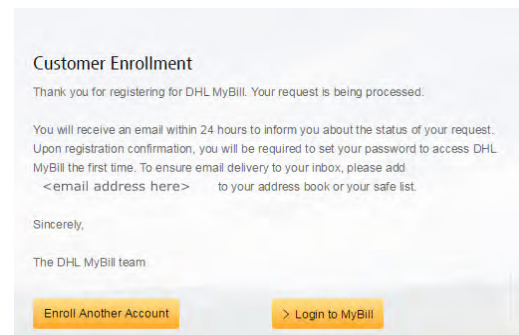 Customer Enrollment
Thank you for registering for DHL MyBill. Your request is being processed.
You will receive an email within 24 hours to inform you about the status of your request.
Upon registration confirmation, you will be required to set your password to access DHL
MyBill the first time. To ensure email delivery to your inbox, please add
<email address here> to your address book or your safe list.
Sincerely,
The DHL MyBill team
Enroll Another Account > Login to MyBill